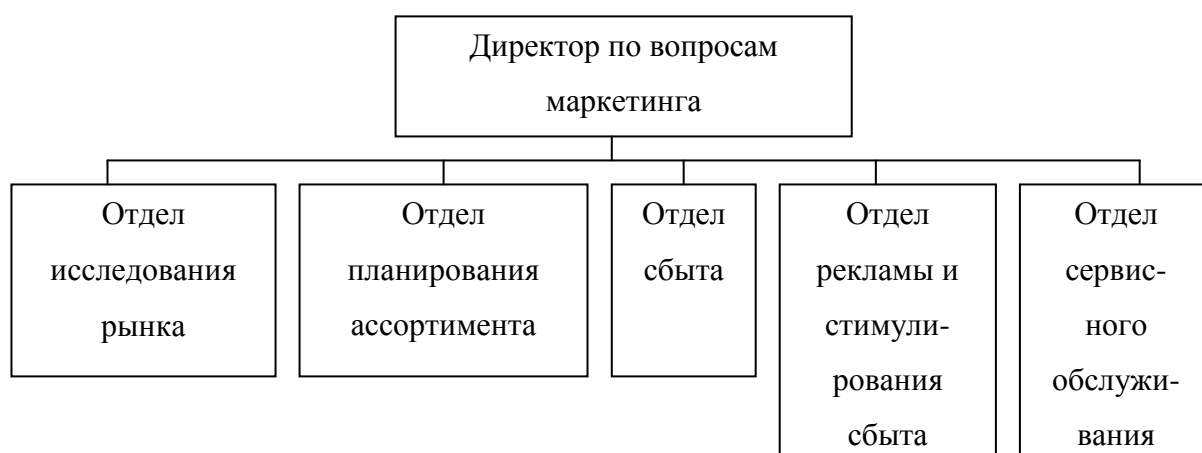 Директор по вопросам
маркетинга
Отдел
исследования
рынка
Отдел
планирования
ассортимента
Отдел
сбыта
Отдел
рекламы и
стимули-
рования
сбыта
Отдел
сервис-
ного
обслужи-
вания